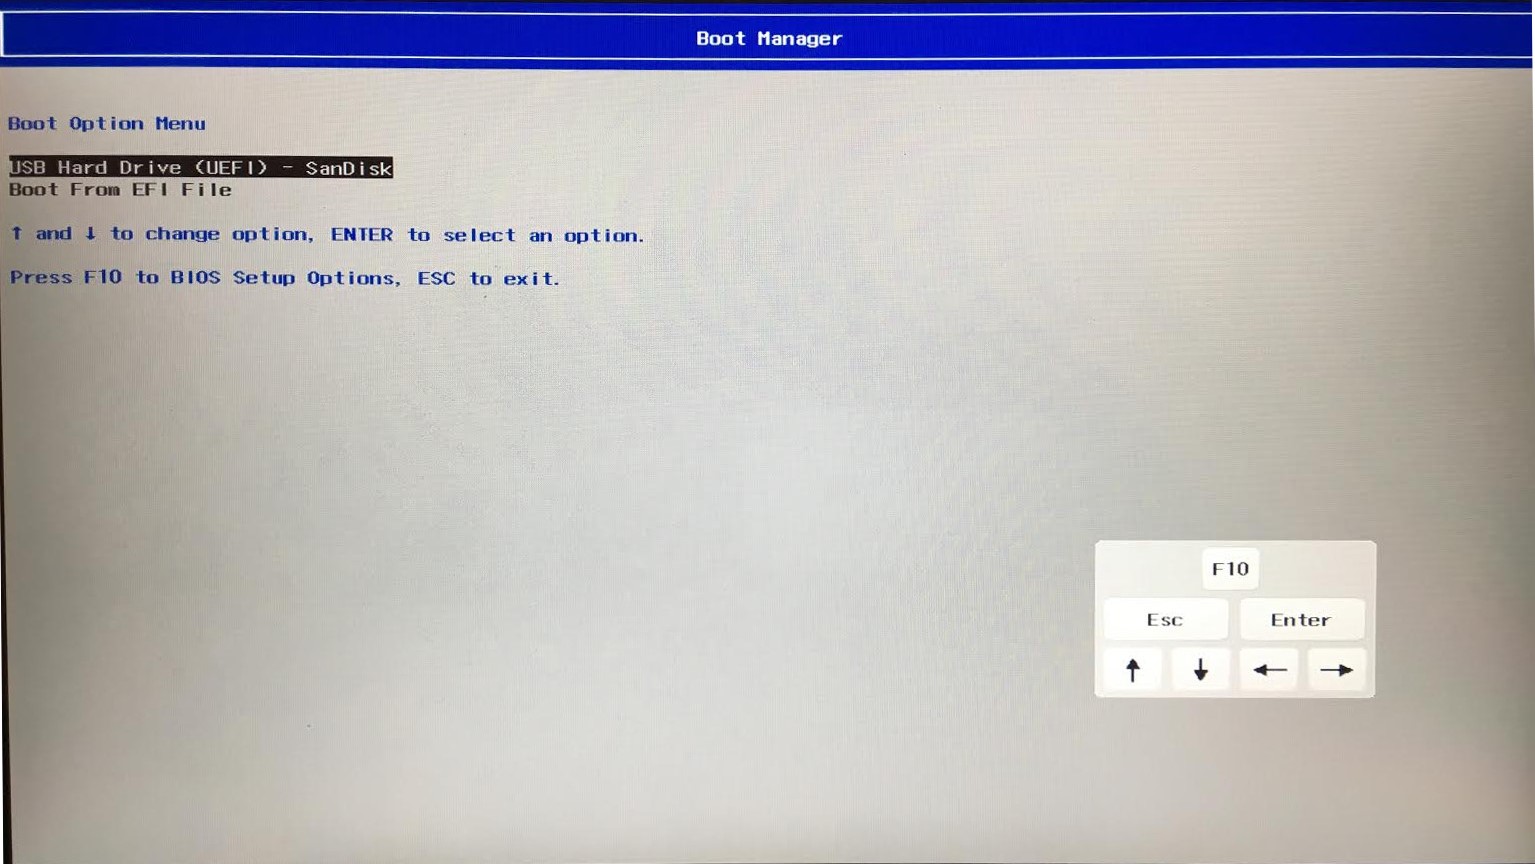 Boot Manager
Boot Option Menu
USB Hard Drive (UEFI) - SanDisk
Boot From EFI File
↑ and ↓ to change option, ENTER to select an option.
Press F10 to BIOS Setup Options, ESC to exit.
F10
Esc Enter
↑ ↓ ← →